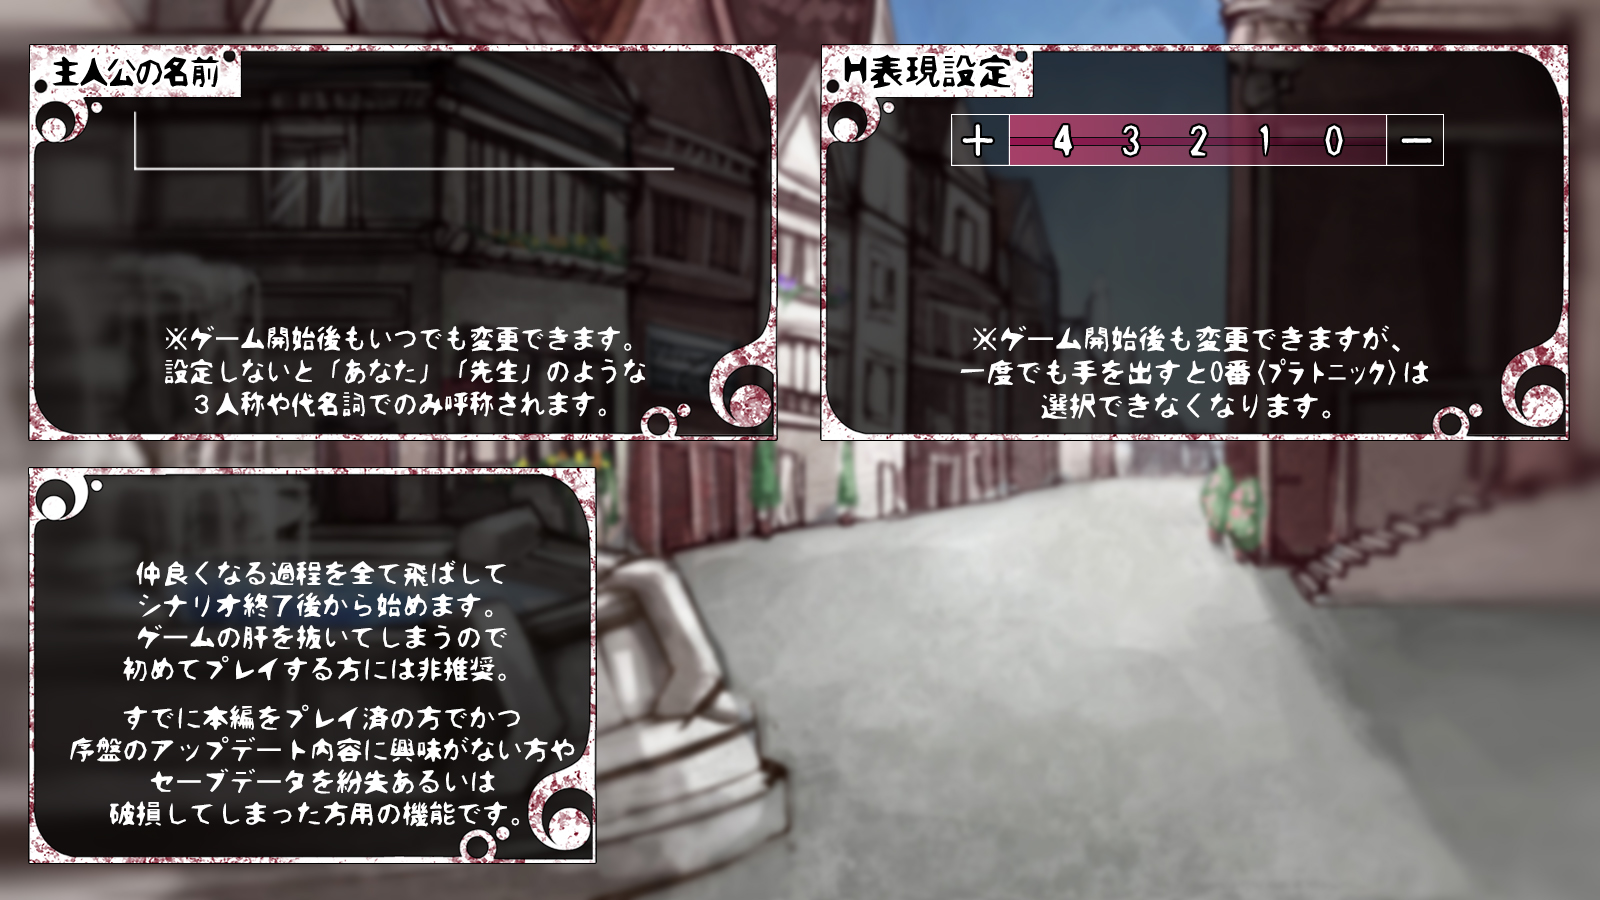 主人公の名前
※ゲーム開始後もいつでも変更できます。
設定しないと「あなた」「先生」のような
３人称や代名詞でのみ呼称されます。
H表現設定
+ 4 3 2 1 0 −
※ゲーム開始後も変更できますが、
一度でも手を出すと0番〈プラトニック〉は
選択できなくなります。
仲良くなる過程を全て飛ばして
シナリオ終了後から始めます。
ゲームの肝を抜いてしまうので
初めてプレイする方には非推奨。
すでに本編をプレイ済の方でかつ
序盤のアップデート内容に興味がない方や
セーブデータを紛失あるいは
破損してしまった方用の機能です。